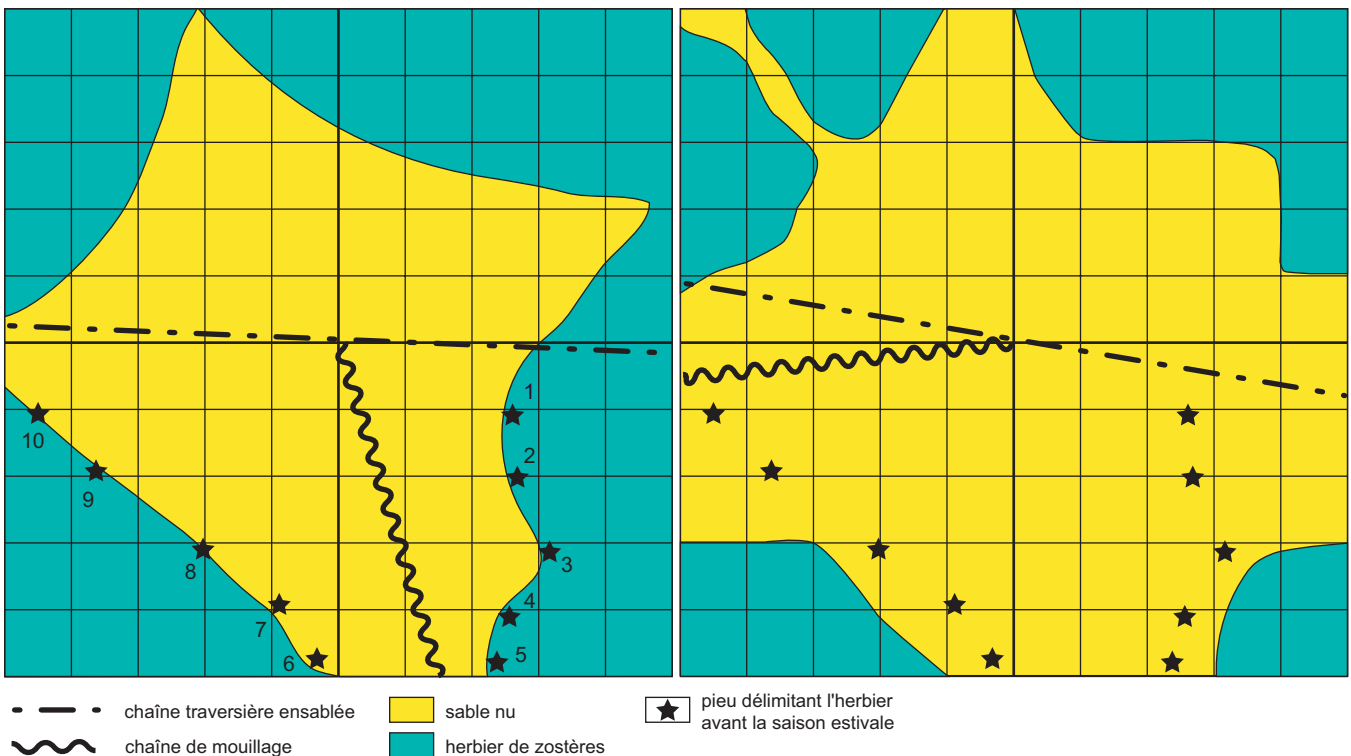 1
2
3
4
5
6
7
8
9
10
chaîne traversière ensablée
chaîne de mouillage
sable nu
herbier de zostères
pieu délimitant l'herbier
avant la saison estivale